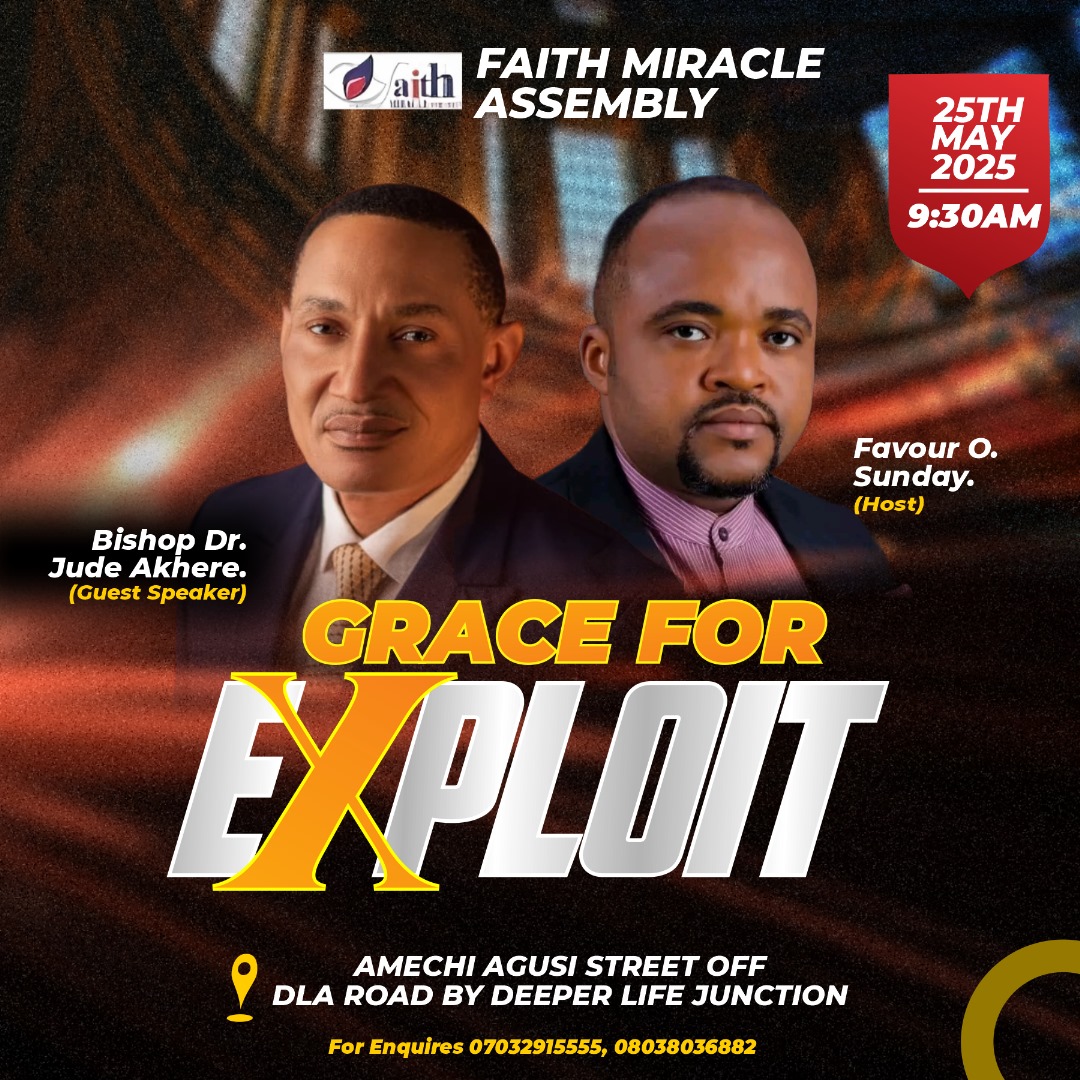 aith
FAITH MIRACLE
ASSEMBLY
25TH
MAY
2025
9:30AM
Favour O.
Sunday.
(Host)
Bishop Dr.
Jude Akhere.
(Guest Speaker)
GRACE FOR
EXPLOIT
AMECHI AGUSI STREET OFF
DLA ROAD BY DEEPER LIFE JUNCTION
For Enquires 07032915555, 08038036882